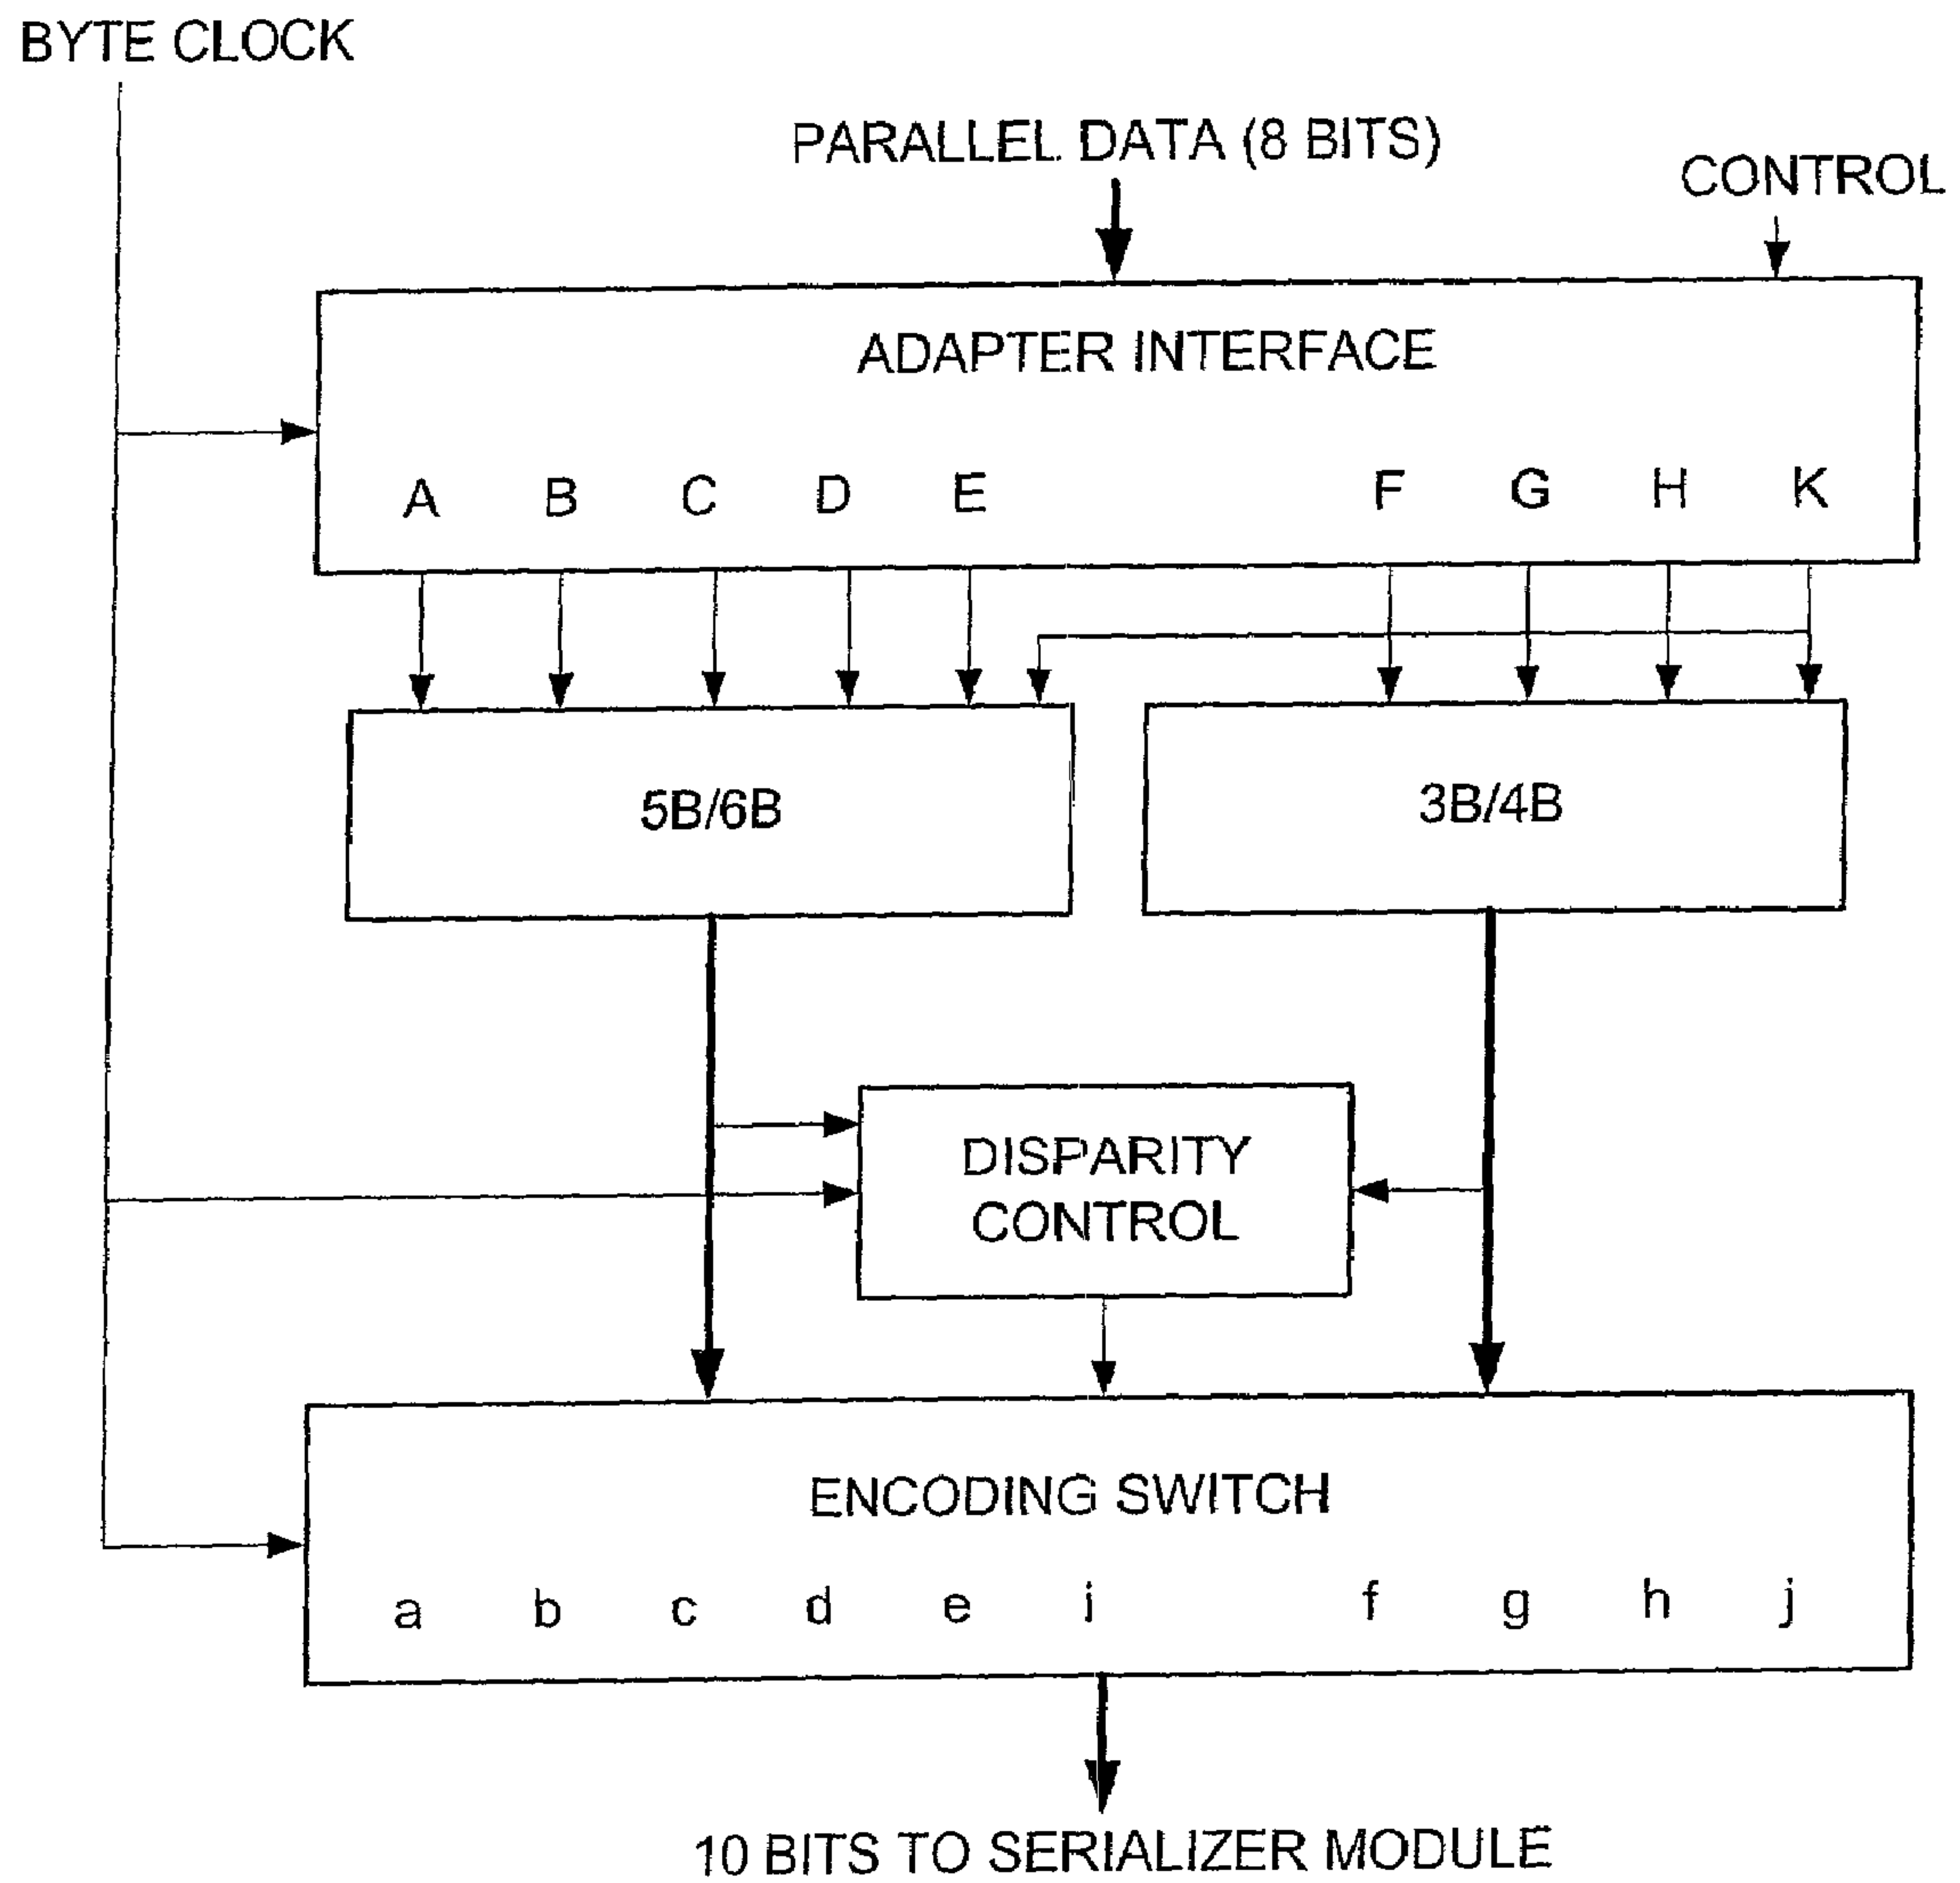 BYTE CLOCK
PARALLEL DATA (8 BITS)
CONTROL
ADAPTER INTERFACE
A B C D E F G H K
5B/6B
3B/4B
DISPARITY
CONTROL
ENCODING SWITCH
a b c d e i f g h j
10 BITS TO SERIALIZER MODULE